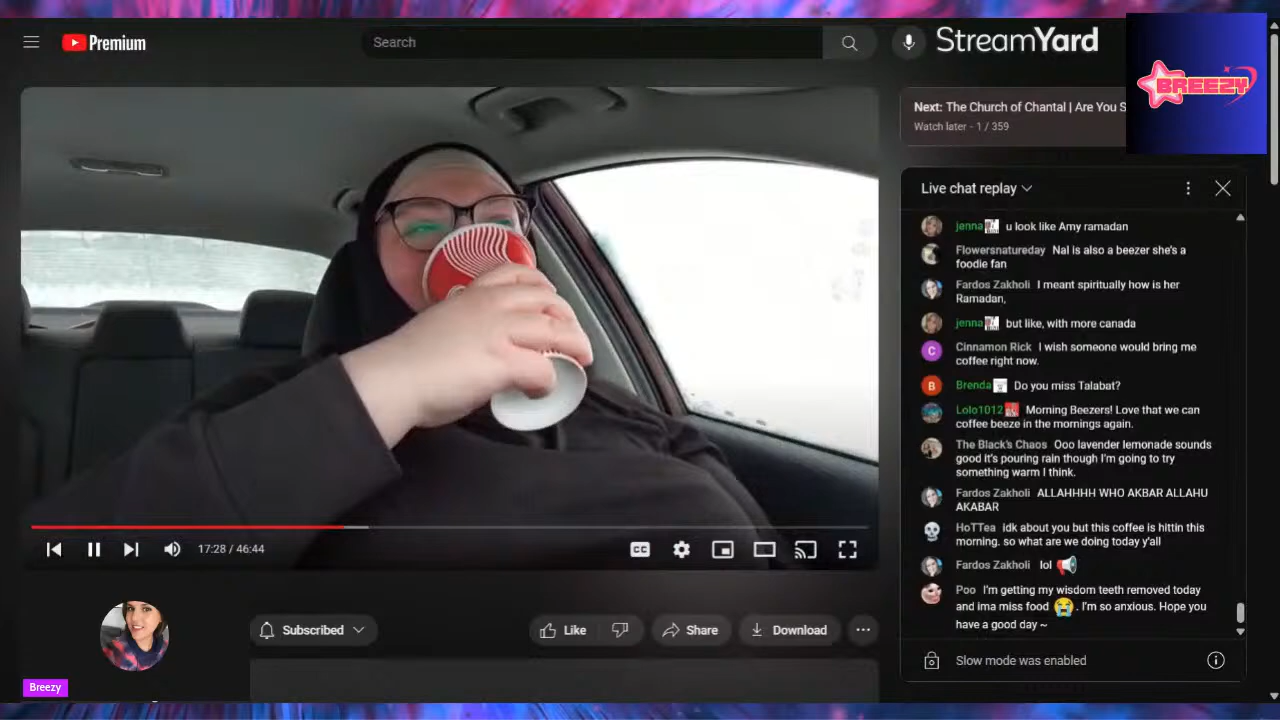 Premium
Search
StreamYard
BREEZY
Next: The Church of Chantal | Are You S
Watch later - 1 / 359
Live chat replay
jenna u look like Amy ramadan
Flowersnatureday Nal is also a beezer she's a
foodie fan
Fardos Zakholi I meant spiritually how is her
Ramadan,
jenna but like, with more canada
C Cinnamon Rick I wish someone would bring me
coffee right now.
B Brenda Do you miss Talabat?
Lolo1012 Morning Beezers! Love that we can
coffee beeze in the mornings again.
The Black's Chaos Ooo lavender lemonade sounds
good it's pouring rain though I'm going to try
something warm I think.
Fardos Zakholi ALLAHHHH WHO AKBAR ALLAHU
AKABAR
HoTTea idk about you but this coffee is hittin this
morning. so what are we doing today y'all
Fardos Zakholi lol
Poo I'm getting my wisdom teeth removed today
and ima miss food 😭. I'm so anxious. Hope you
have a good day ~
Slow mode was enabled
17:28 / 46:44
CC
Subscribed
Like
Share
Download
Breezy